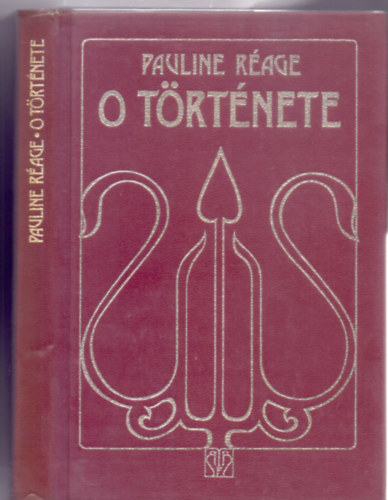 PAULINE RÉAGE
O TÖRTÉNETE
PAULINE RÉAGE • O TÖRTÉNETE